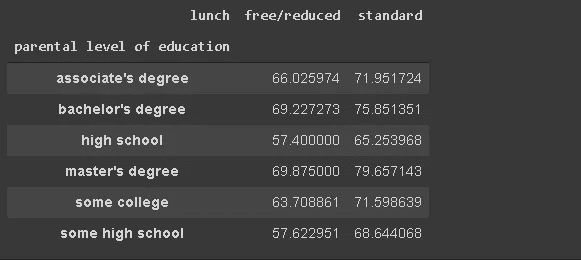 lunch free/reduced standard
parental level of education
associate's degree 66.025974 71.951724
bachelor's degree 69.227273 75.851351
high school 57.400000 65.253968
master's degree 69.875000 79.657143
some college 63.708861 71.598639
some high school 57.622951 68.644068